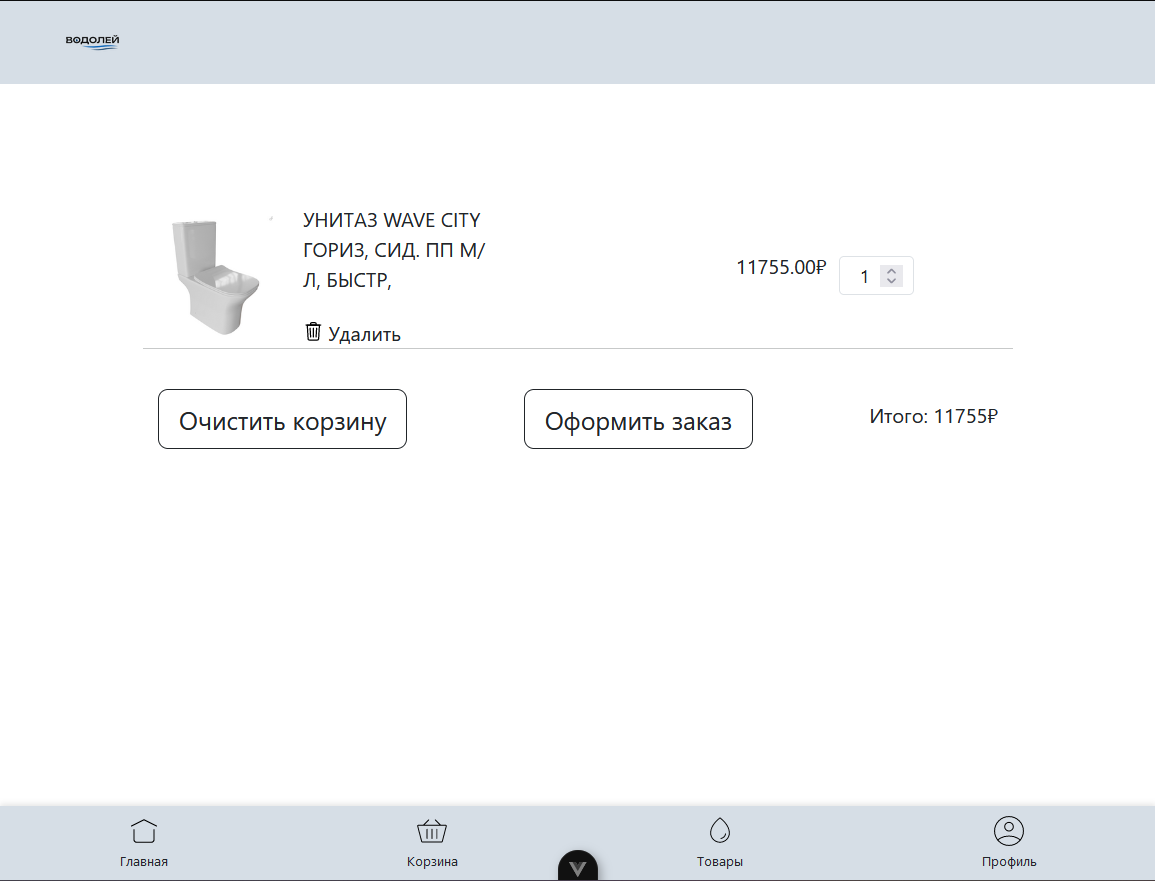 ВОДОЛЕЙ
УНИТАЗ WAVE CITY
ГОРИЗ, СИД. ПП М/
Л, БЫСТР,
11755.00₽
1
Удалить
Очистить корзину
Оформить заказ
Итого: 11755₽
Главная
Корзина
Товары
Профиль